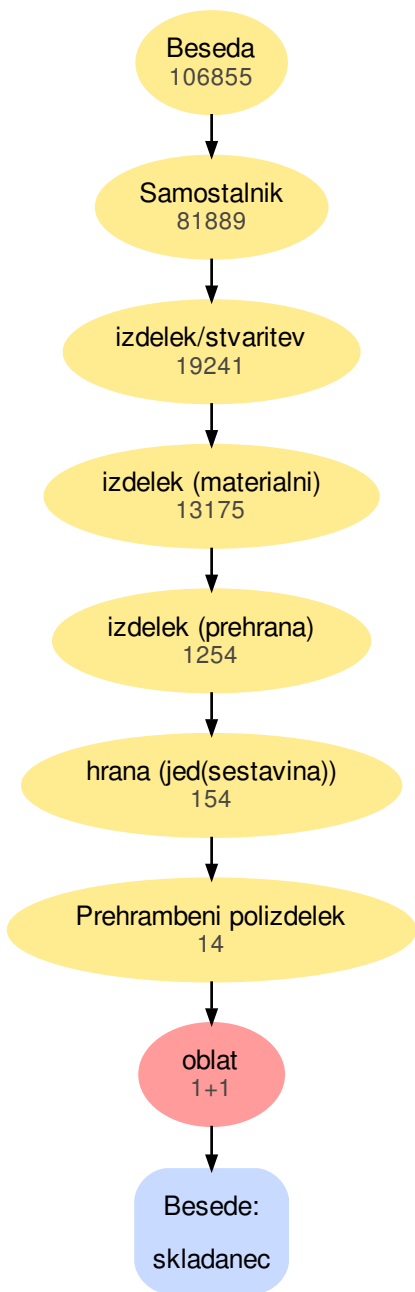 Beseda
106855
Samostalnik
81889
izdelek/stvaritev
19241
izdelek (materialni)
13175
izdelek (prehrana)
1254
hrana (jed(sestavina))
154
Prehrambeni polizdelek
14
oblat
1+1
Besede:
skladanec